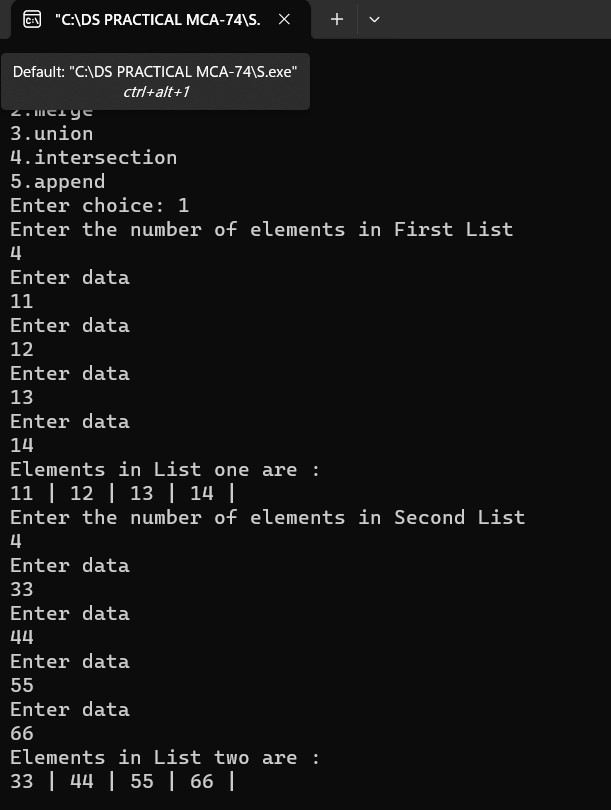 "C:\DS PRACTICAL MCA-74\S.
Default: "C:\DS PRACTICAL MCA-74\S.exe"
ctrl+alt+1
2.merge
3.union
4.intersection
5.append
Enter choice: 1
Enter the number of elements in First List
4
Enter data
11
Enter data
12
Enter data
13
Enter data
14
Elements in List one are :
11 | 12 | 13 | 14 |
Enter the number of elements in Second List
4
Enter data
33
Enter data
44
Enter data
55
Enter data
66
Elements in List two are :
33 | 44 | 55 | 66 |